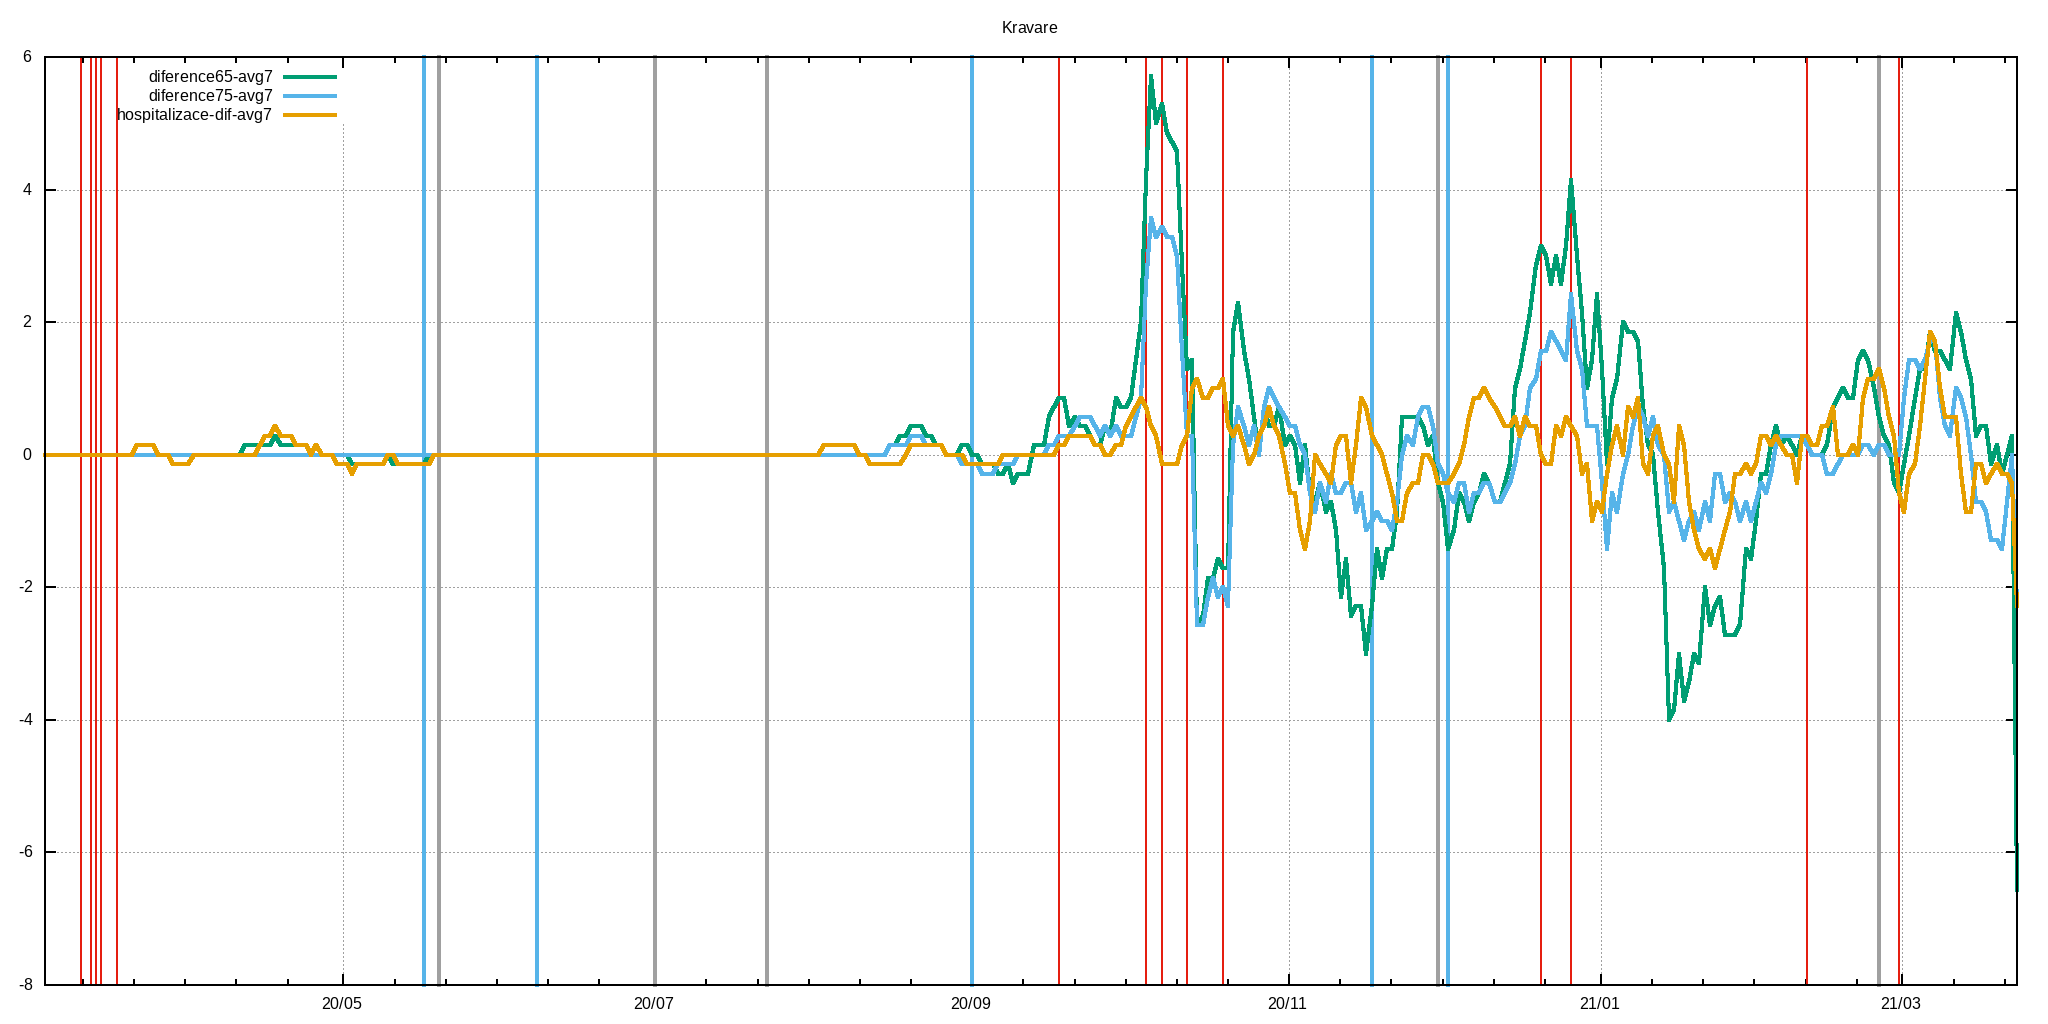 Kravare
6
diference65-avg7
diference75-avg7
hospitalizace-dif-avg7
4
2
0
-2
-4
-6
-8
20/05 20/07 20/09 20/11 21/01 21/03